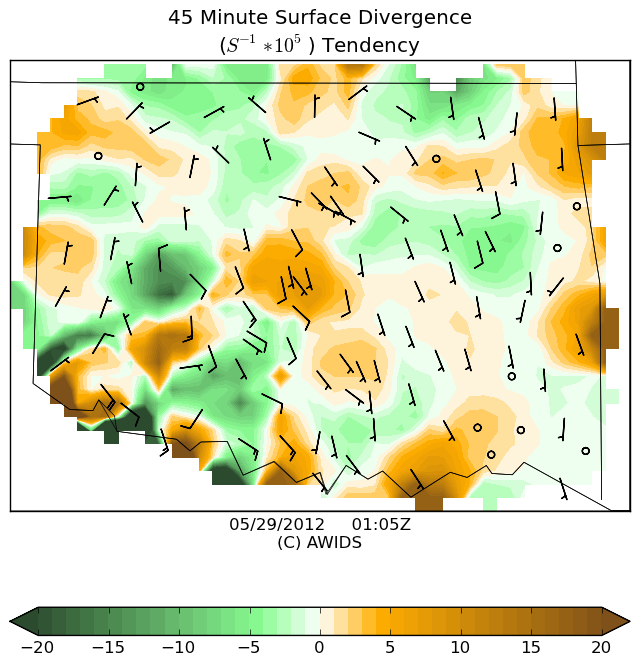 45 Minute Surface Divergence
(S⁻¹ ∗ 10⁵ ) Tendency
05/29/2012 01:05Z
(C) AWIDS
−20 −15 −10 −5 0 5 10 15 20